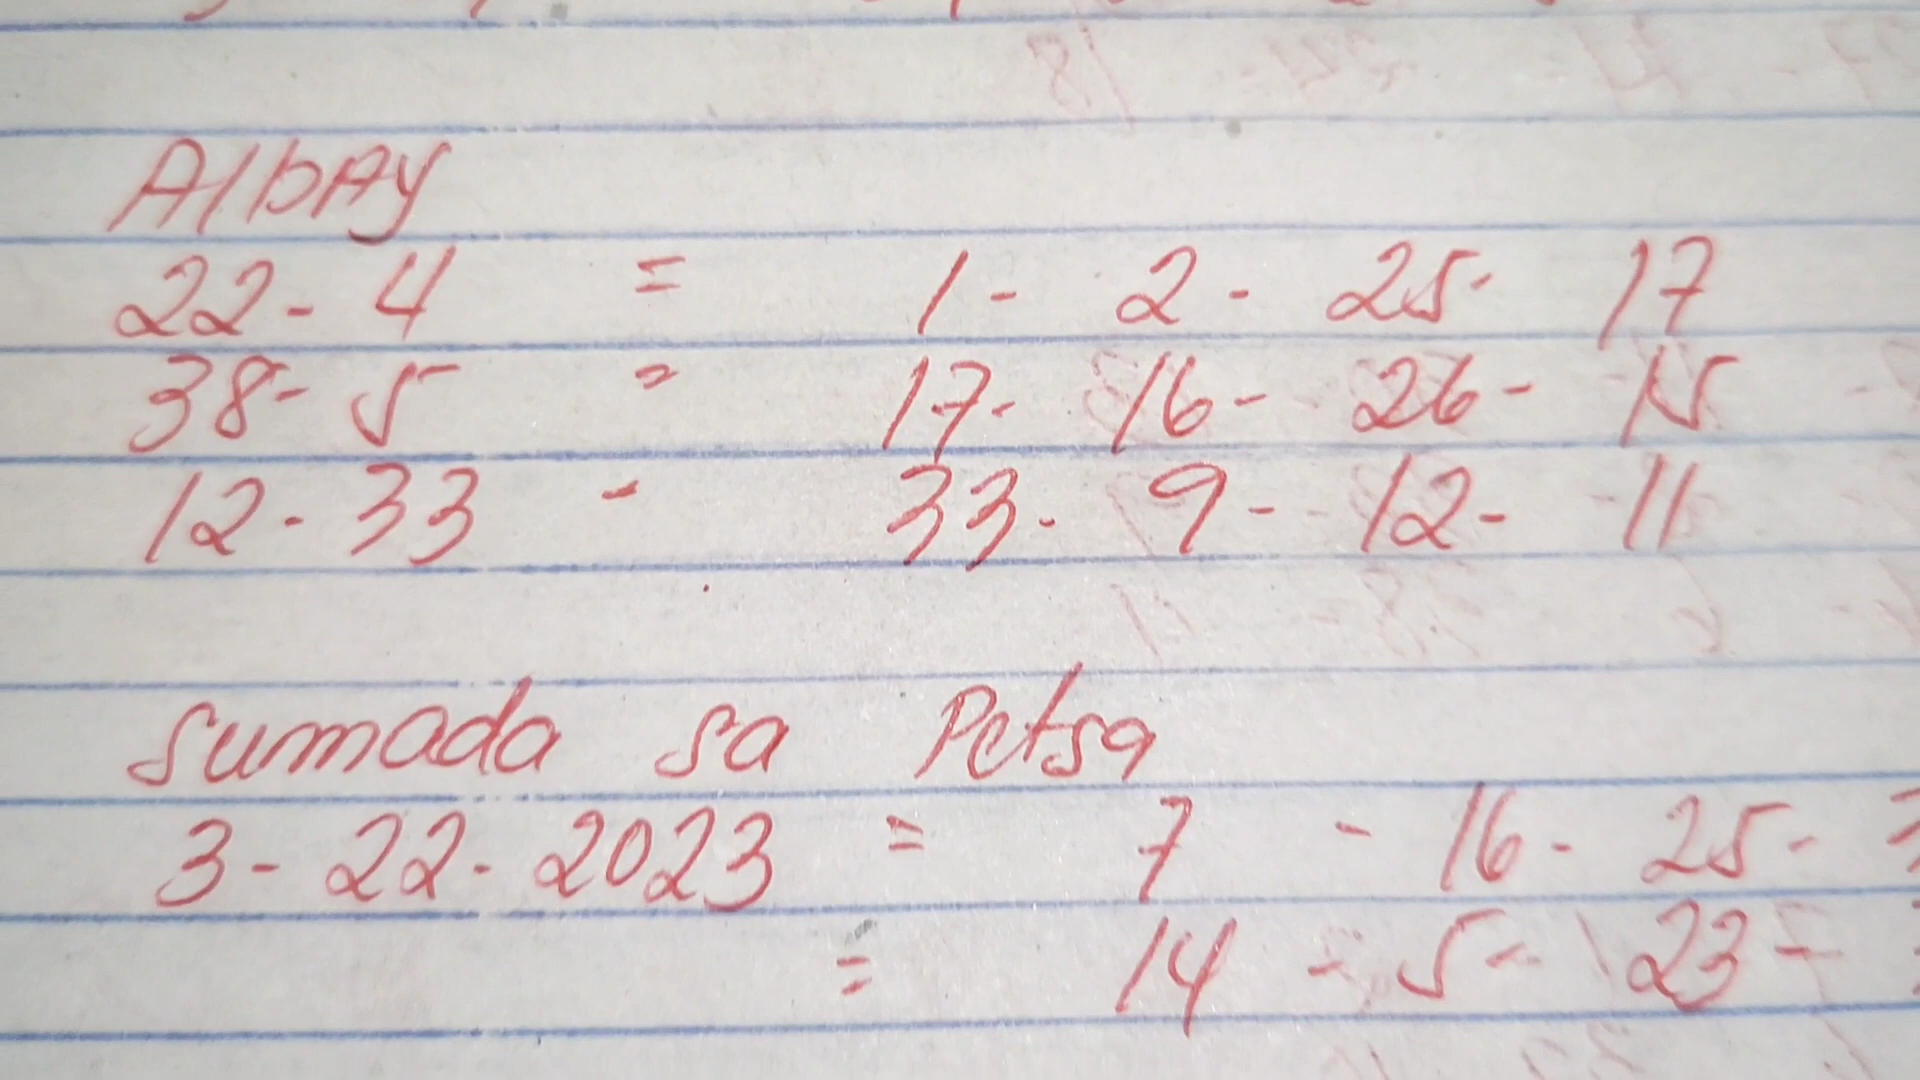 AlbAy
22-4 = 1-2-25-17
38-5 = 17-16-26-15
12-33 - 33-9-12-11
Sumada sa Petsa
3-22-2023 = 7-16-25-
= 14-5-23-